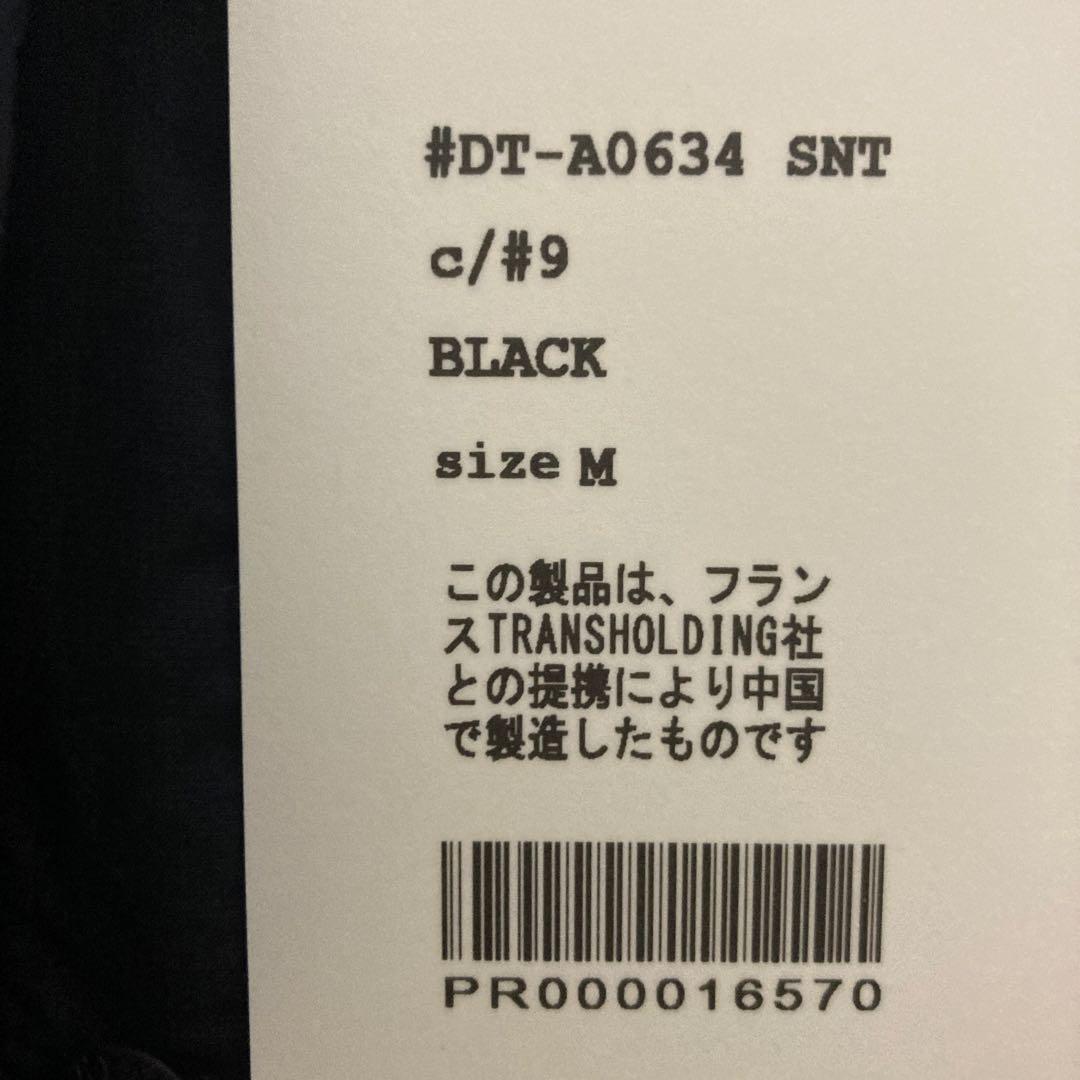 #DT-A0634 SNT
c/#9
BLACK
size M
この製品は、フラン
スTRANSHOLDING社
との提携により中国
で製造したものです
PR000016570